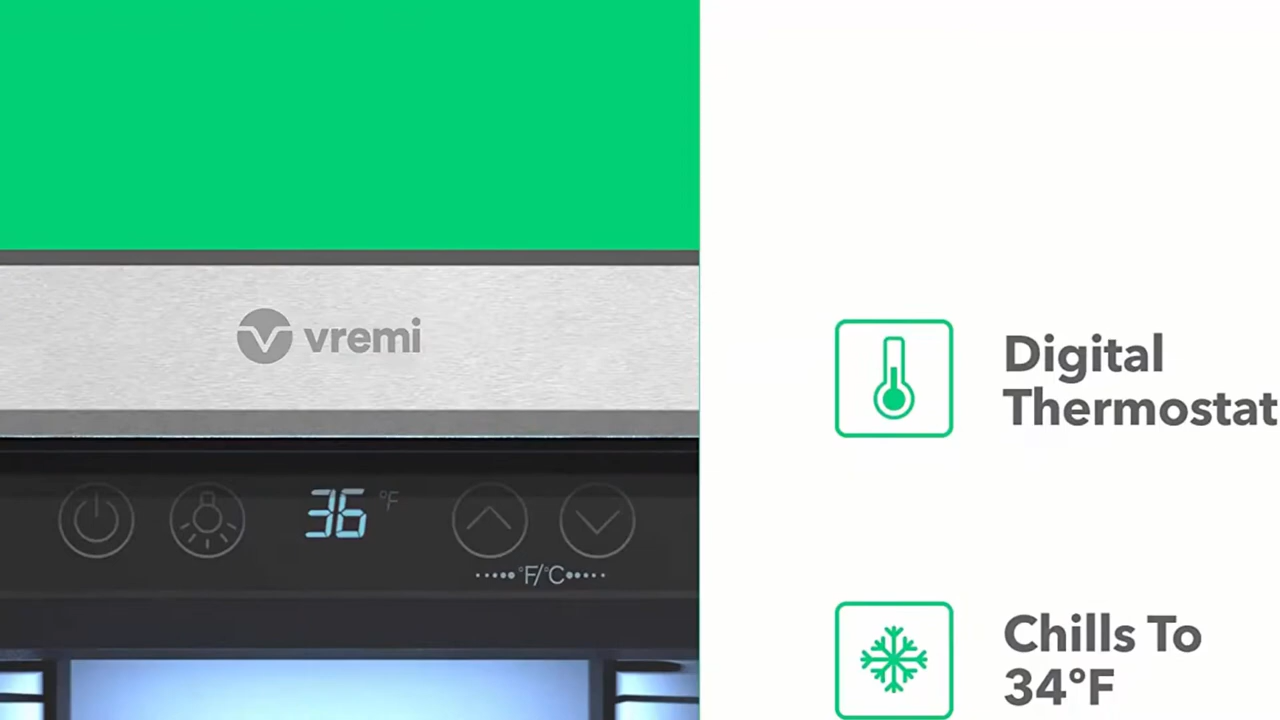 vremi
36 °F
°F/°C
Digital
Thermostat
Chills To
34°F